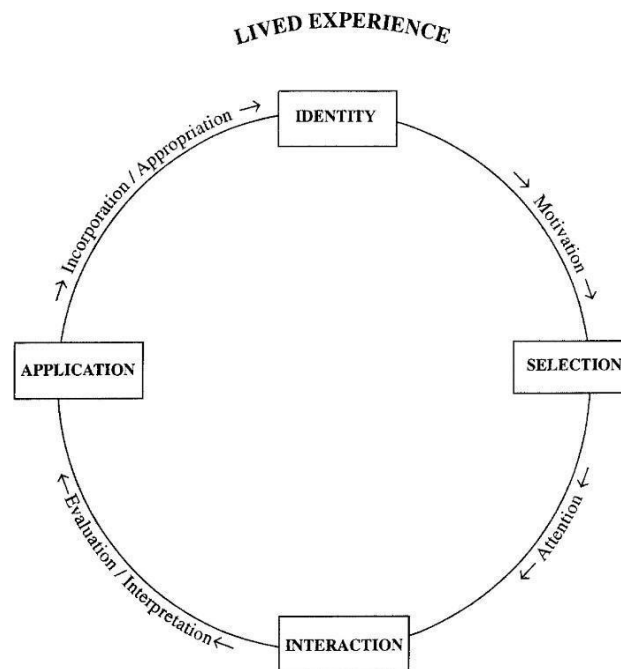 LIVED EXPERIENCE
IDENTITY
→ Motivation →
SELECTION
← Attention ←
INTERACTION
← Evaluation / Interpretation ←
APPLICATION
→ Incorporation / Appropriation →